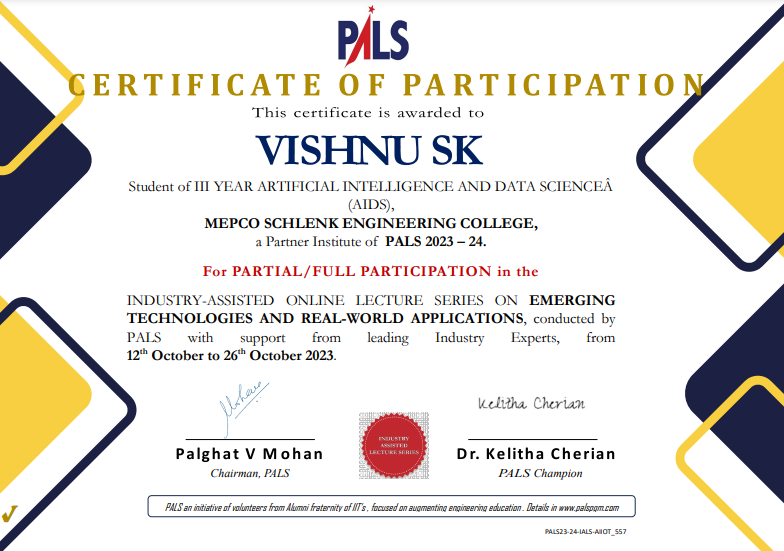 PALS
CERTIFICATE OF PARTICIPATION
This certificate is awarded to
VISHNU SK
Student of III YEAR ARTIFICIAL INTELLIGENCE AND DATA SCIENCEÂ
(AIDS),
MEPCO SCHLENK ENGINEERING COLLEGE,
a Partner Institute of PALS 2023 – 24.
For PARTIAL/FULL PARTICIPATION in the
INDUSTRY-ASSISTED ONLINE LECTURE SERIES ON EMERGING
TECHNOLOGIES AND REAL-WORLD APPLICATIONS, conducted by
PALS with support from leading Industry Experts, from
12th October to 26th October 2023.
Kelitha Cherian
Palghat V Mohan
Chairman, PALS
INDUSTRY
ASSISTED
LECTURE SERIES
Dr. Kelitha Cherian
PALS Champion
PALS an initiative of volunteers from Alumni fraternity of IIT's , focused on augmenting engineering education . Details in www.palspgm.com
PALS23-24-IALS-AIIOT_557